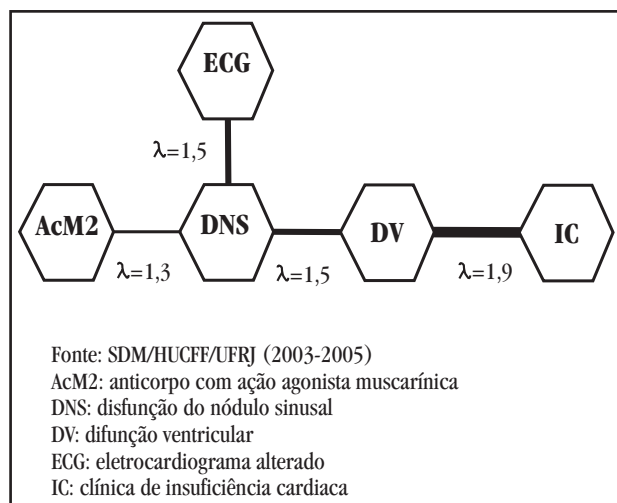 ECG
λ=1,5
AcM2
DNS
DV
IC
λ=1,3
λ=1,5
λ=1,9
Fonte: SDM/HUCFF/UFRJ (2003-2005)
AcM2: anticorpo com ação agonista muscarínica
DNS: disfunção do nódulo sinusal
DV: difunção ventricular
ECG: eletrocardiograma alterado
IC: clínica de insuficiência cardiaca